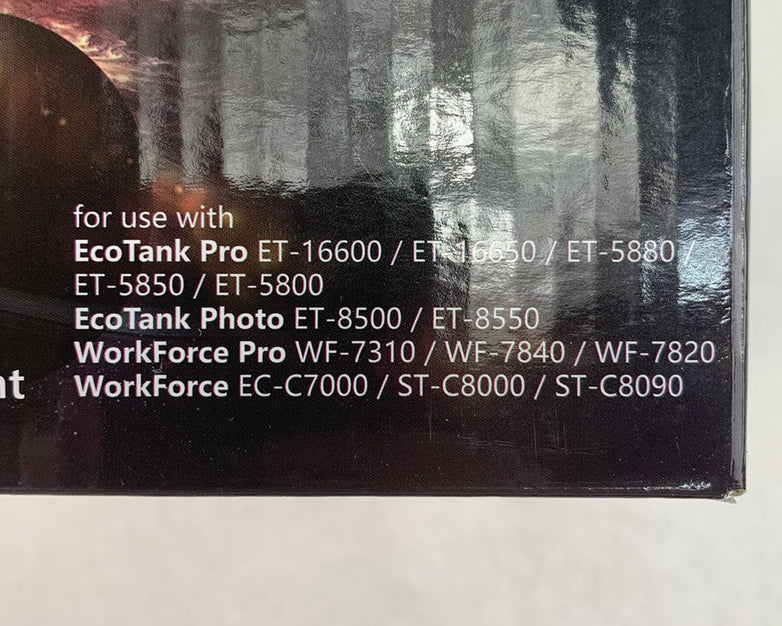 for use with
EcoTank Pro ET-16600 / ET-16650 / ET-5880 /
ET-5850 / ET-5800
EcoTank Photo ET-8500 / ET-8550
WorkForce Pro WF-7310 / WF-7840 / WF-7820
WorkForce EC-C7000 / ST-C8000 / ST-C8090